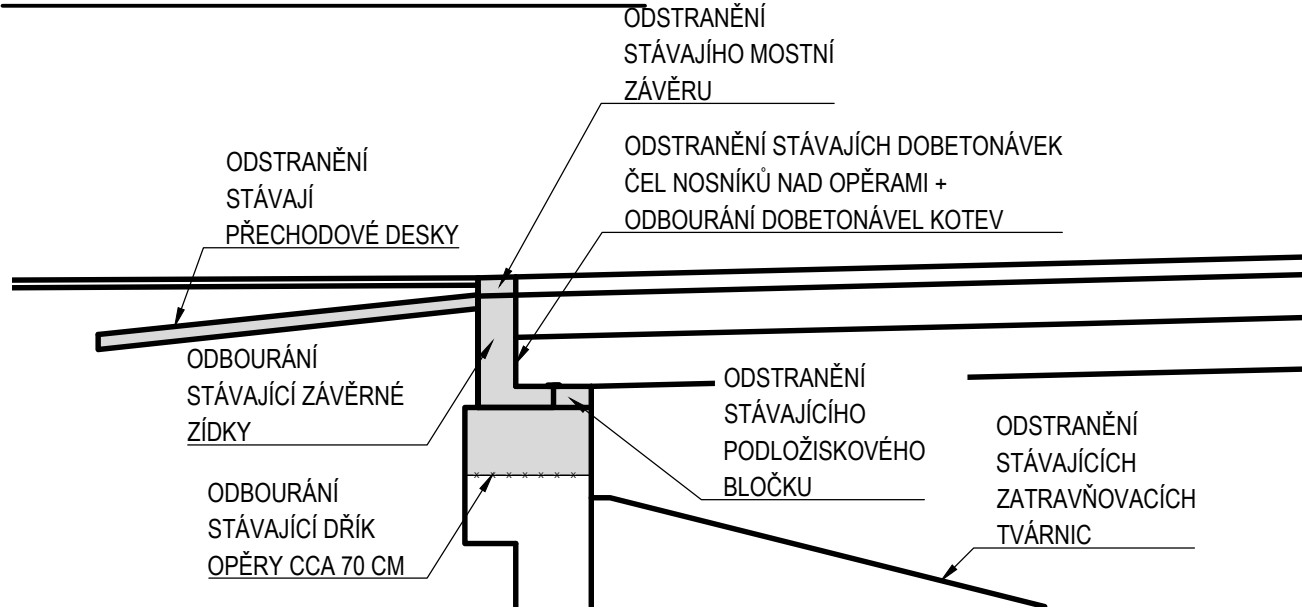 ODSTRANĚNÍ
STÁVAJÍHO MOSTNÍ
ZÁVĚRU
ODSTRANĚNÍ STÁVAJÍCH DOBETONÁVEK
ČEL NOSNÍKŮ NAD OPĚRAMI +
ODBOURÁNÍ DOBETONÁVEL KOTEV
ODSTRANĚNÍ
STÁVAJÍ
PŘECHODOVÉ DESKY
ODBOURÁNÍ
STÁVAJÍCÍ ZÁVĚRNÉ
ZÍDKY
ODSTRANĚNÍ
STÁVAJÍCÍHO
PODLOŽISKOVÉHO
BLOČKU
ODSTRANĚNÍ
STÁVAJÍCÍCH
ZATRAVŇOVACÍCH
TVÁRNIC
ODBOURÁNÍ
STÁVAJÍCÍ DŘÍK
OPĚRY CCA 70 CM